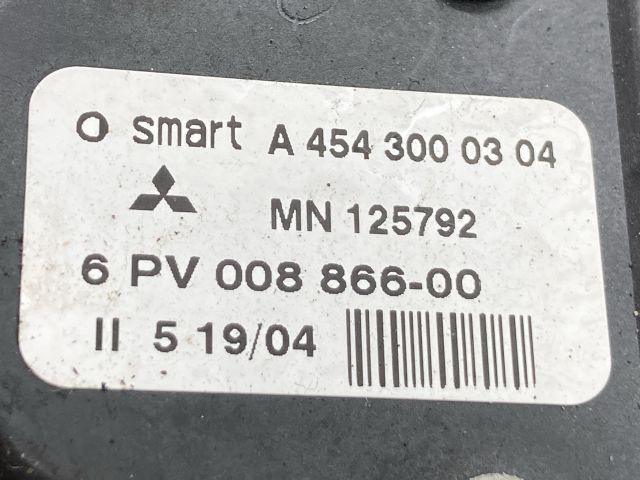 smart A 454 300 03 04
MN 125792
6 PV 008 866-00
II 5 19/04